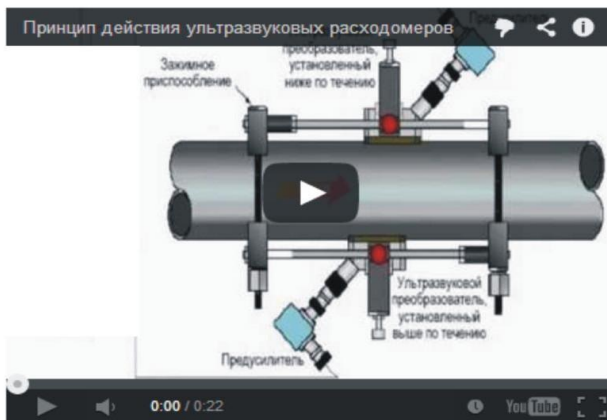 Принцип действия ультразвуковых расходомеров
преобразователь,
установленный
ниже по течению
Зажимное
приспособление
Ультразвуковой
преобразователь,
установленный
выше по течению
Предусилитель
0:00 / 0:22
YouTube